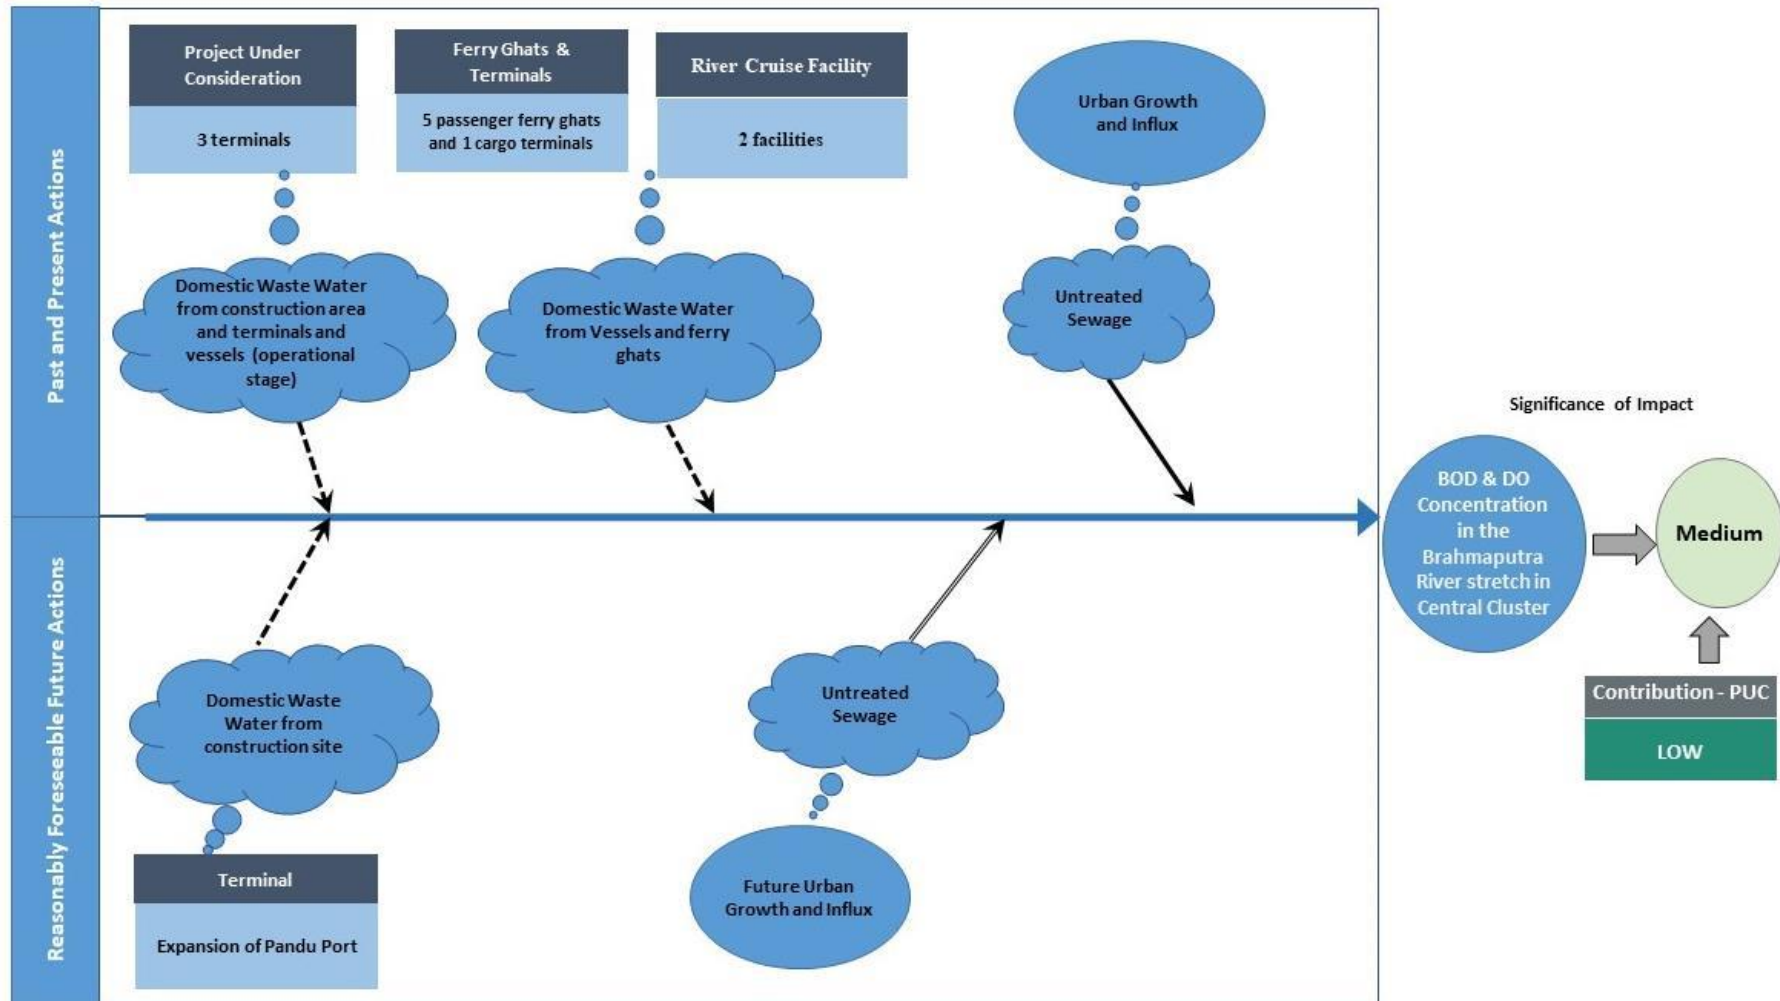 Past and Present Actions
Project Under
Consideration
3 terminals
Ferry Ghats &
Terminals
5 passenger ferry ghats
and 1 cargo terminals
River Cruise Facility
2 facilities
Urban Growth
and Influx
Domestic Waste Water
from construction area
and terminals and
vessels (operational
stage)
Domestic Waste Water
from Vessels and ferry
ghats
Untreated
Sewage
Significance of Impact
BOD & DO
Concentration
in the
Brahmaputra
River stretch in
Central Cluster
Medium
Contribution - PUC
LOW
Reasonably Foreseeable Future Actions
Domestic Waste
Water from
construction site
Terminal
Expansion of Pandu Port
Untreated
Sewage
Future Urban
Growth and Influx